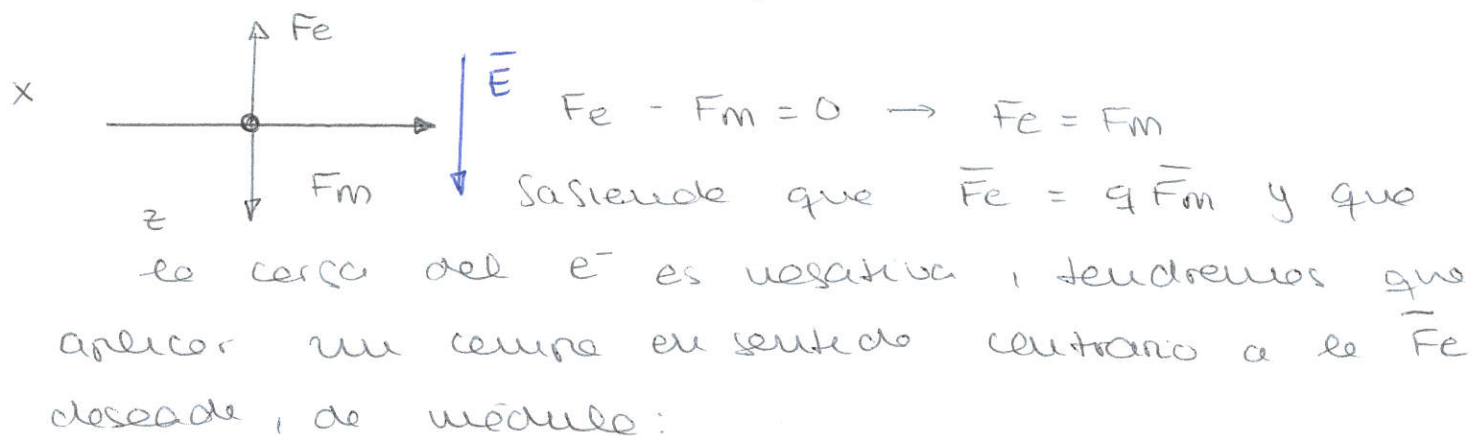 Fe
x
E̅
Fe - Fm = 0 → Fe = Fm
Fm
z
Sabiendo que F̅e = q F̅m y que
la carga del e⁻ es negativa, tendremos que
aplicar un campo en sentido contrario a la F̅e
deseada, de módulo: